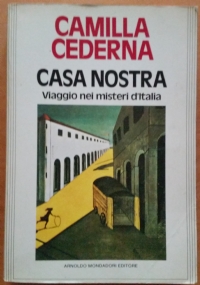 CAMILLA
CEDERNA
CASA NOSTRA
Viaggio nei misteri d'Italia
ARNOLDO MONDADORI EDITORE